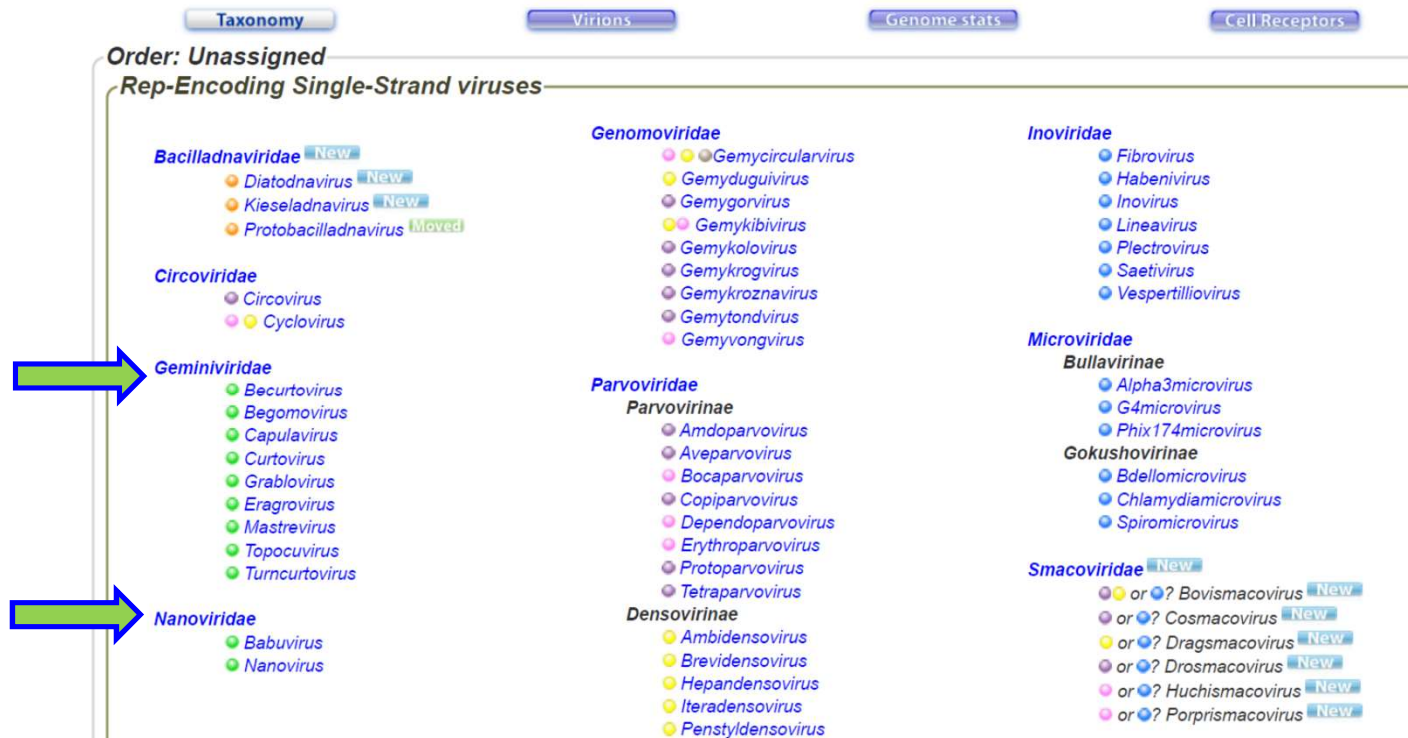 Taxonomy
Virions
Genome stats
Cell Receptors
Order: Unassigned
Rep-Encoding Single-Strand viruses
Bacilladnaviridae New
Diatodnavirus New
Kieseladnavirus New
Protobacilladnavirus Moved
Circoviridae
Circovirus
Cyclovirus
Geminiviridae
Becurtovirus
Begomovirus
Capulavirus
Curtovirus
Grablovirus
Eragrovirus
Mastrevirus
Topocuvirus
Turncurtovirus
Nanoviridae
Babuvirus
Nanovirus
Genomoviridae
Gemycircularvirus
Gemyduguivirus
Gemygorvirus
Gemykibivirus
Gemykolovirus
Gemykrogvirus
Gemykroznavirus
Gemytondvirus
Gemyvongvirus
Parvoviridae
Parvovirinae
Amdoparvovirus
Aveparvovirus
Bocaparvovirus
Copiparvovirus
Dependoparvovirus
Erythroparvovirus
Protoparvovirus
Tetraparvovirus
Densovirinae
Ambidensovirus
Brevidensovirus
Hepandensovirus
Iteradensovirus
Penstyldensovirus
Inoviridae
Fibrovirus
Habenivirus
Inovirus
Lineavirus
Plectrovirus
Saetivirus
Vespertilliovirus
Microviridae
Bullavirinae
Alpha3microvirus
G4microvirus
Phix174microvirus
Gokushovirinae
Bdellomicrovirus
Chlamydiamicrovirus
Spiromicrovirus
Smacoviridae New
or ? Bovismacovirus New
or ? Cosmacovirus New
or ? Dragsmacovirus New
or ? Drosmacovirus New
or ? Huchismacovirus New
or ? Porprismacovirus New